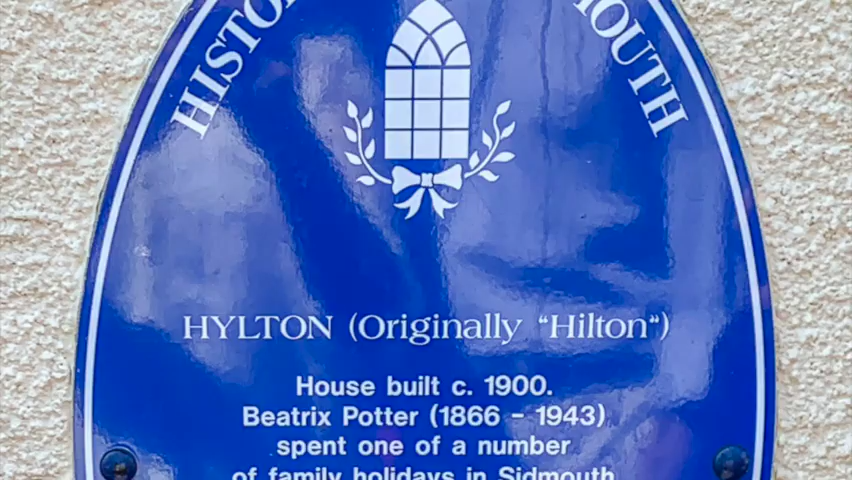 HISTO MOUTH
HYLTON (Originally “Hilton“)
House built c. 1900.
Beatrix Potter (1866 - 1943)
spent one of a number
of family holidays in Sidmouth